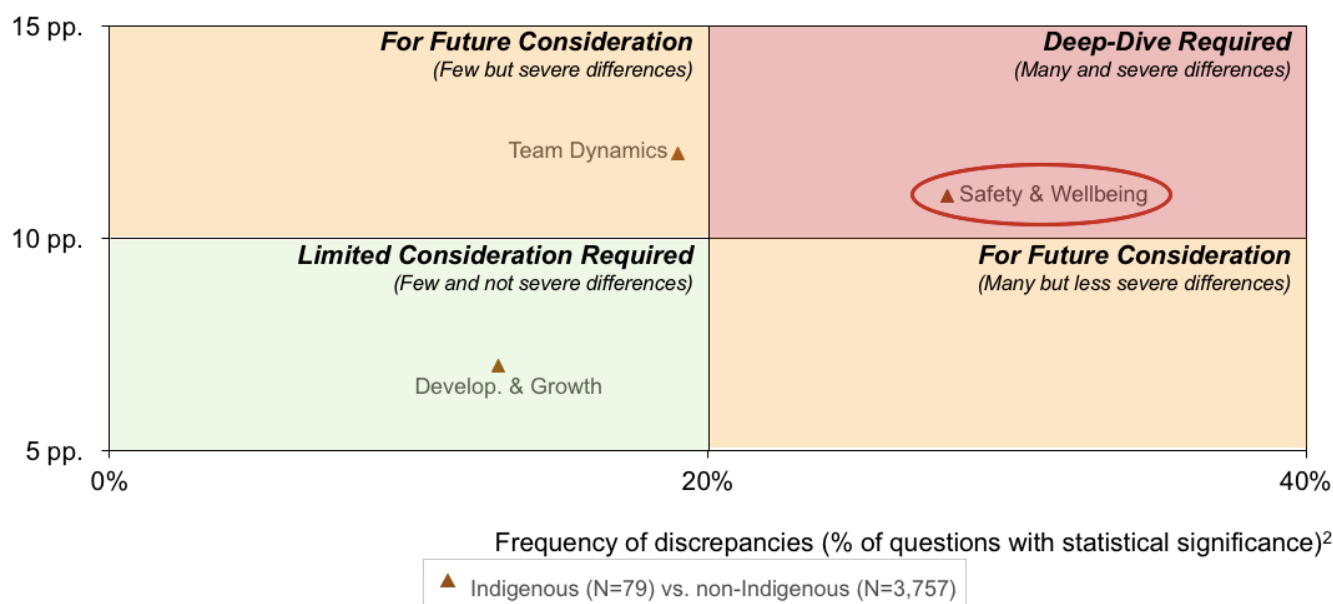 15 pp.
For Future Consideration
(Few but severe differences)
Deep-Dive Required
(Many and severe differences)
Team Dynamics
Safety & Wellbeing
10 pp.
Limited Consideration Required
(Few and not severe differences)
For Future Consideration
(Many but less severe differences)
Develop. & Growth
5 pp.
0%
20%
40%
Frequency of discrepancies (% of questions with statistical significance)2
Indigenous (N=79) vs. non-Indigenous (N=3,757)